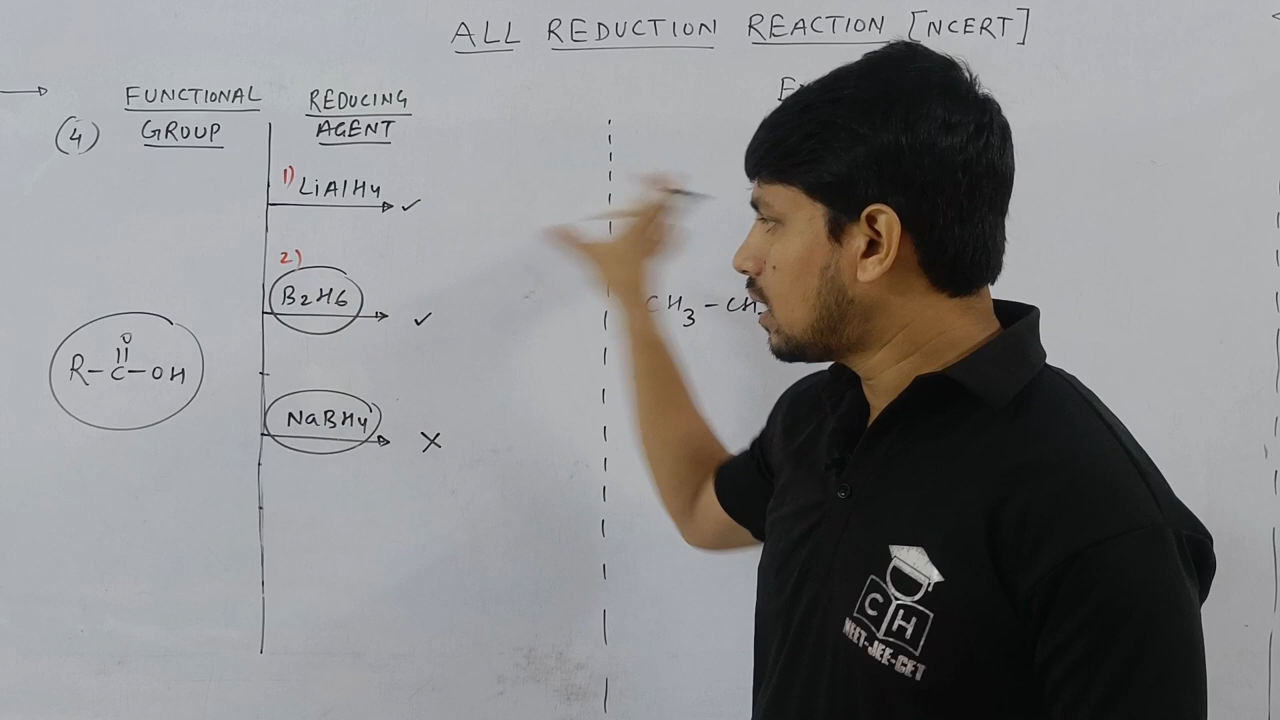 ALL REDUCTION REACTION [NCERT]
FUNCTIONAL GROUP
REDUCING AGENT
(4)
1) LiAlH4 ✓
2) B2H6 ✓
O
R-C-OH
NaBH4 X
CH3-CH
C H
NEET-JEE-CET